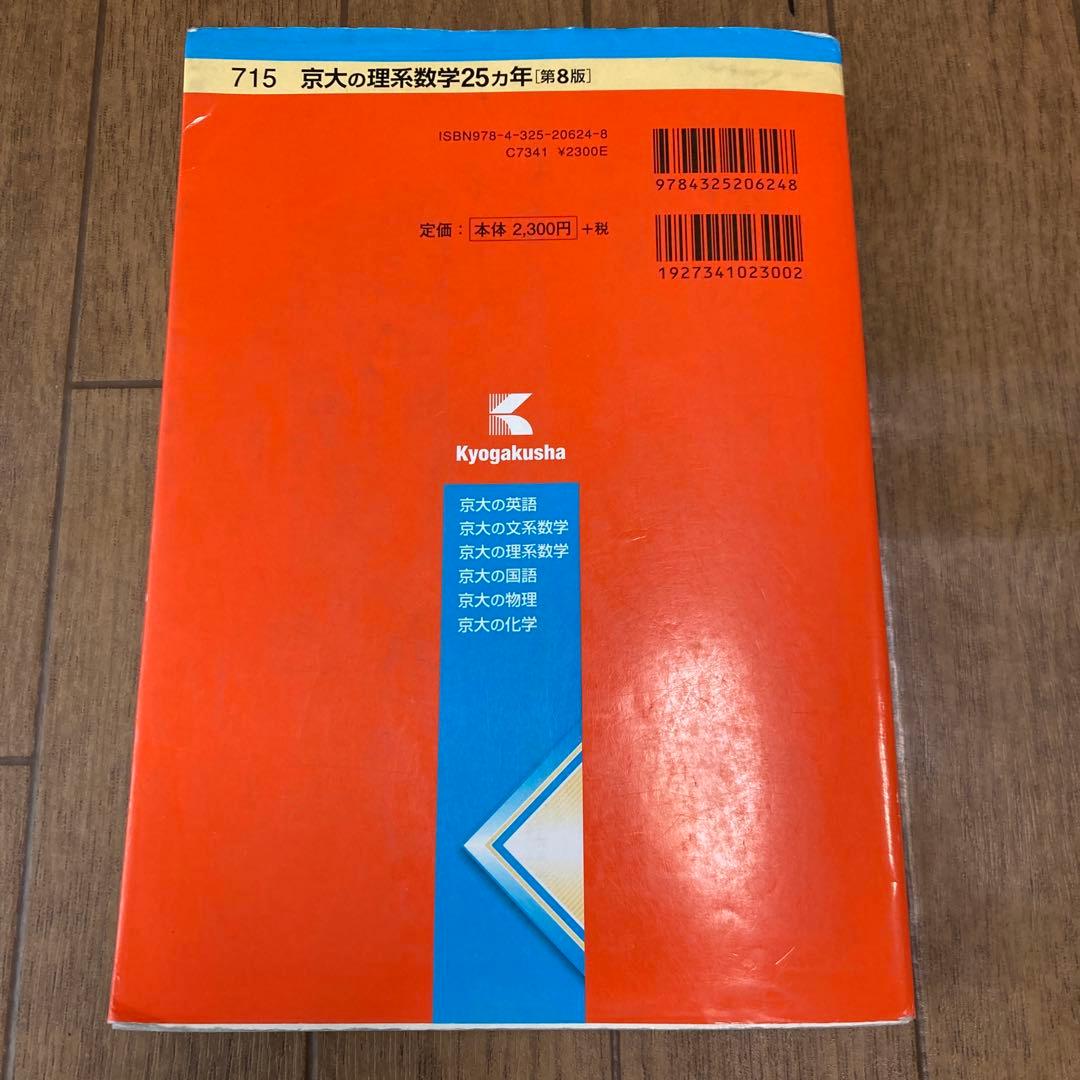 715 京大の理系数学25カ年[第8版]
ISBN978-4-325-20624-8
C7341 ¥2300E
9784325206248
定価：本体 2,300円+税
1927341023002
Kyogakusha
京大の英語
京大の文系数学
京大の理系数学
京大の国語
京大の物理
京大の化学